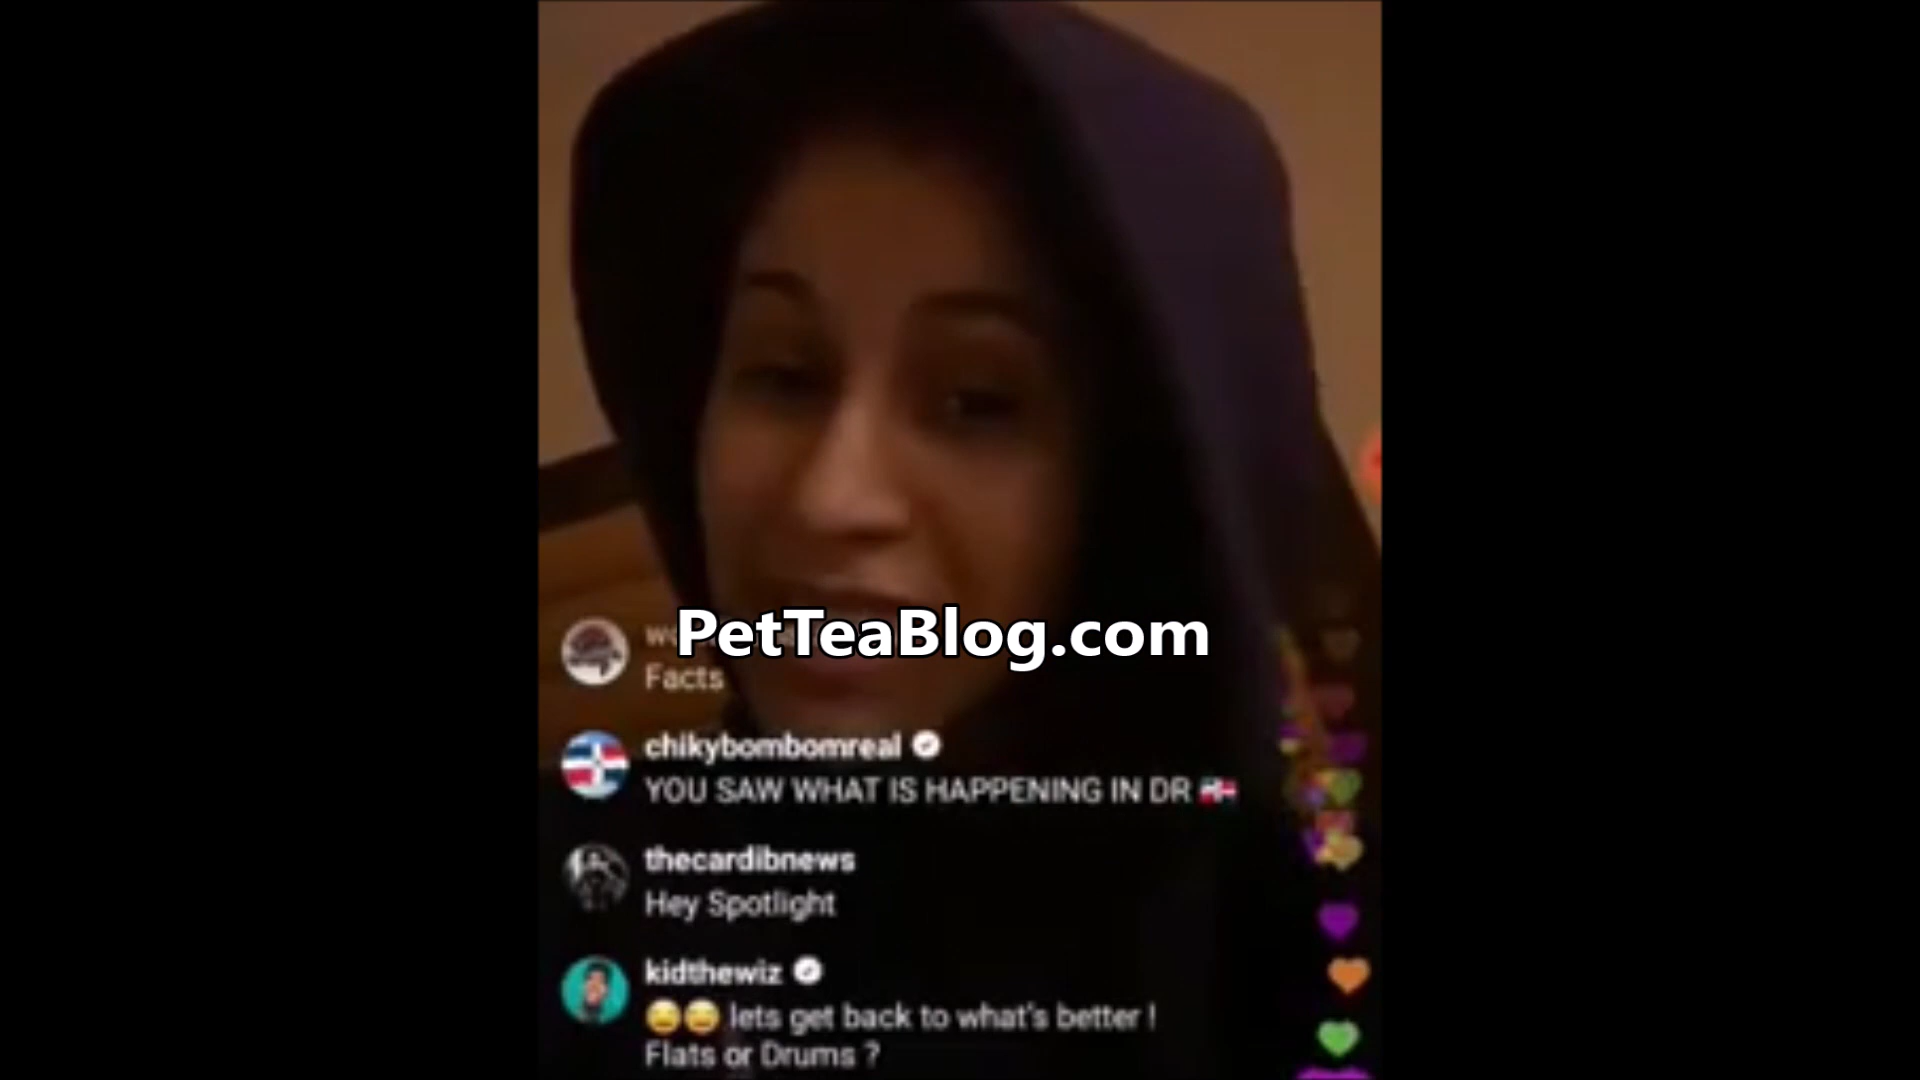 PetTeaBlog.com
Facts
chikybombomreal
YOU SAW WHAT IS HAPPENING IN DR 🇩🇴
thecardibnews
Hey Spotlight
kidthewiz
😅😅 lets get back to what's better !
Flats or Drums ?